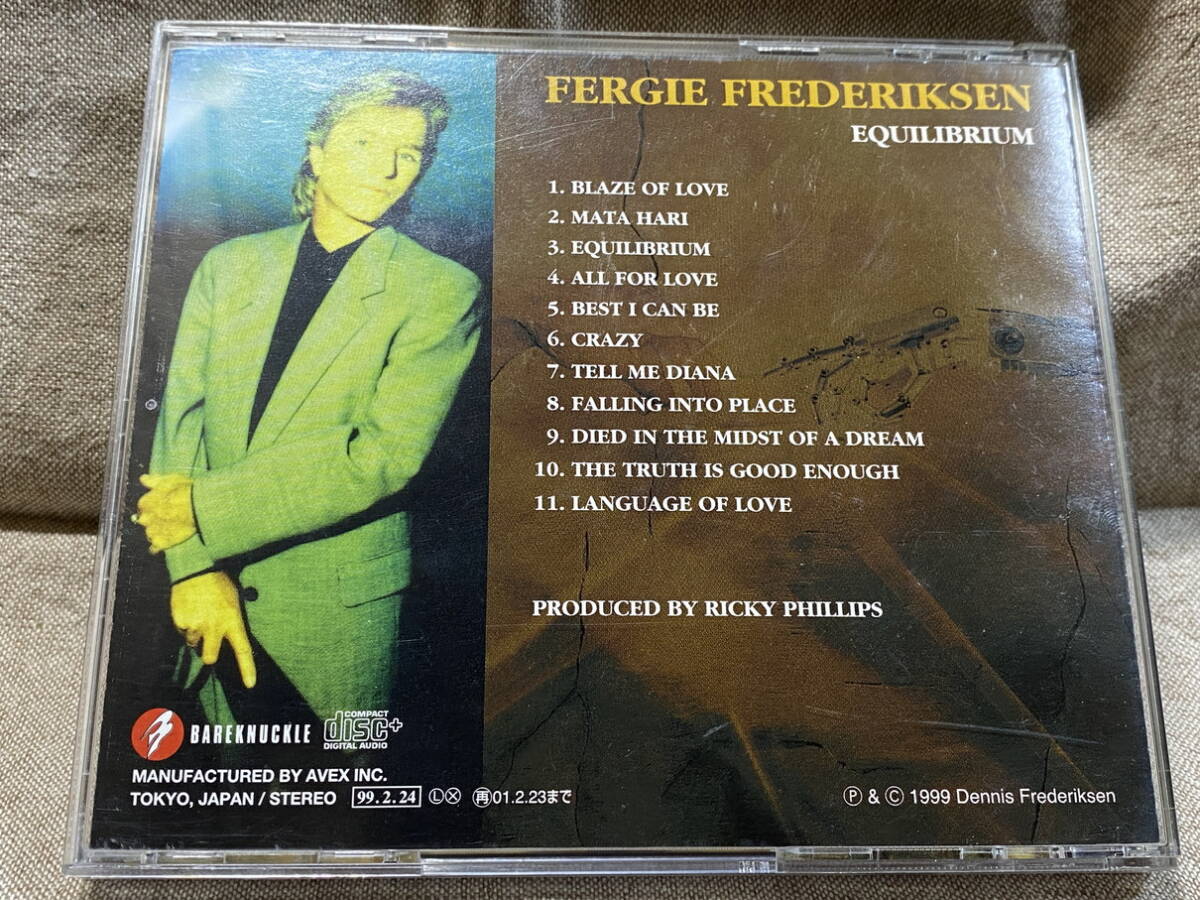 FERGIE FREDERIKSEN
EQUILIBRIUM
1. BLAZE OF LOVE
2. MATA HARI
3. EQUILIBRIUM
4. ALL FOR LOVE
5. BEST I CAN BE
6. CRAZY
7. TELL ME DIANA
8. FALLING INTO PLACE
9. DIED IN THE MIDST OF A DREAM
10. THE TRUTH IS GOOD ENOUGH
11. LANGUAGE OF LOVE
PRODUCED BY RICKY PHILLIPS
BAREKNUCKLE
COMPACT
disc+
DIGITAL AUDIO
MANUFACTURED BY AVEX INC.
TOKYO, JAPAN / STEREO 99.2.24 Ⓛⓧ ㊢01.2.23まで
Ⓟ & Ⓒ 1999 Dennis Frederiksen